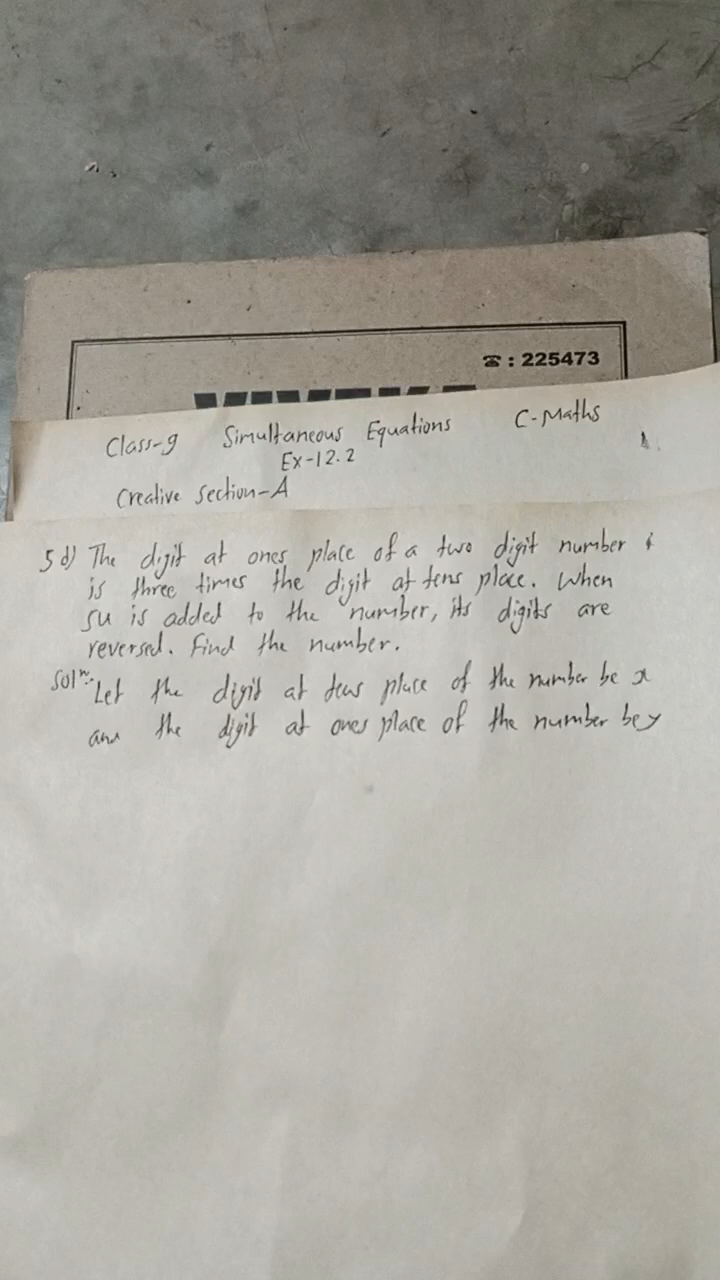 ☎ : 225473
Class-9 Simultaneous Equations C-Maths
Ex-12.2
Creative Section-A
5 d) The digit at ones place of a two digit number
is three times the digit at tens place. When
54 is added to the number, its digits are
reversed. Find the number.
Solⁿ:- Let the digit at tens place of the number be x
and the digit at ones place of the number be y